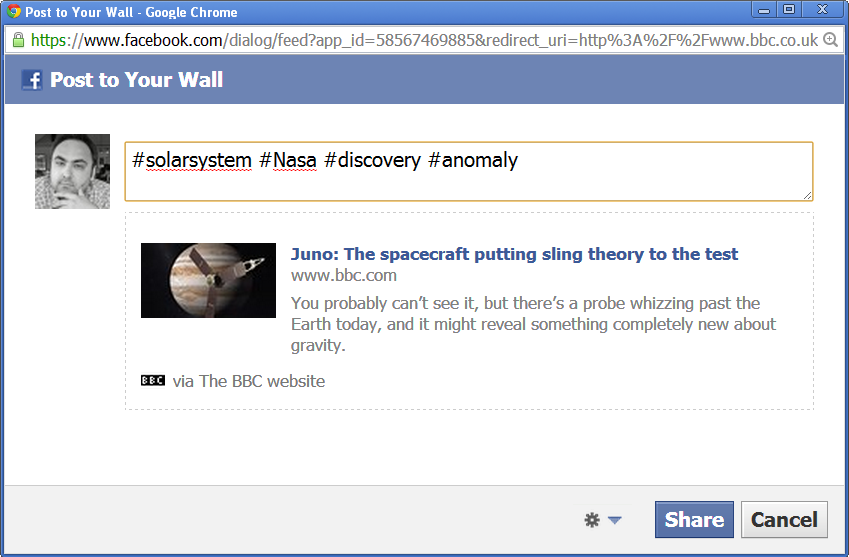 Post to Your Wall - Google Chrome
https://www.facebook.com/dialog/feed?app_id=58567469885&redirect_uri=http%3A%2F%2Fwww.bbc.co.uk
f Post to Your Wall
#solarsystem #Nasa #discovery #anomaly
Juno: The spacecraft putting sling theory to the test
www.bbc.com
You probably can’t see it, but there’s a probe whizzing past the
Earth today, and it might reveal something completely new about
gravity.
BBC via The BBC website
Share Cancel